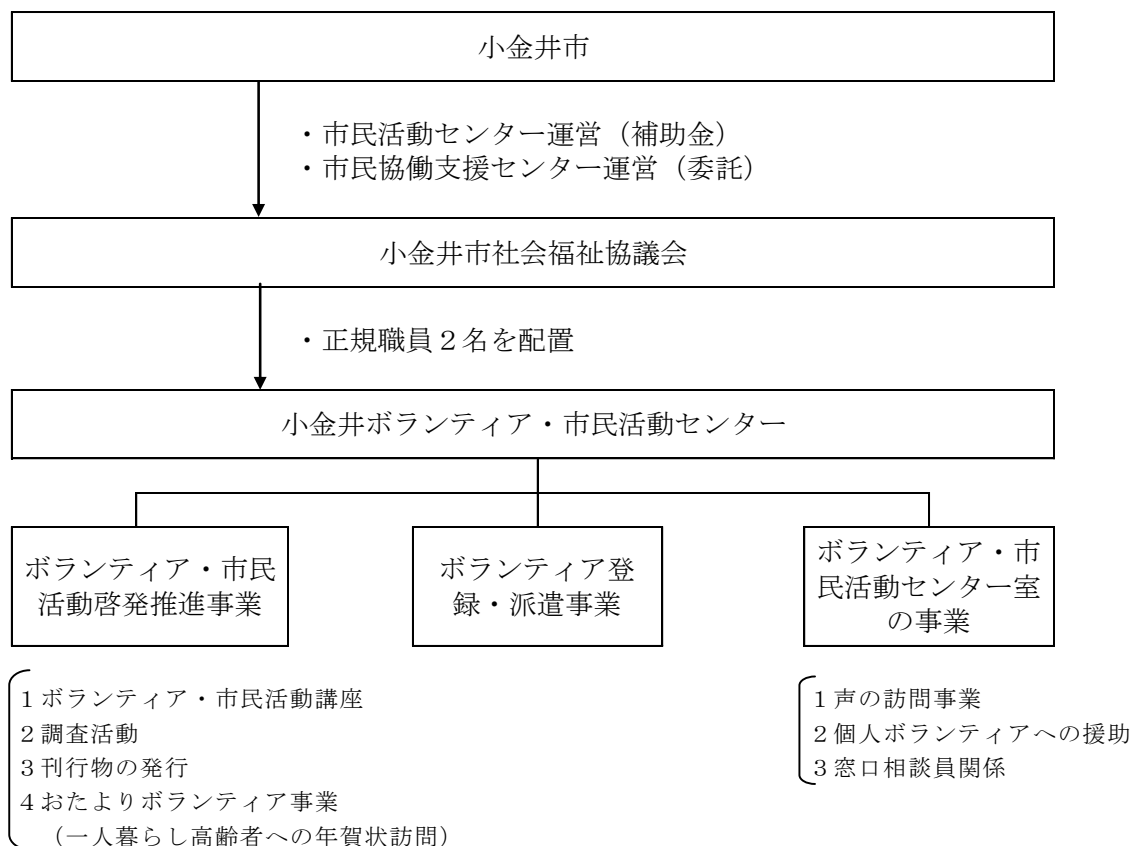 小金井市
・市民活動センター運営（補助金）
・市民協働支援センター運営（委託）
小金井市社会福祉協議会
・正規職員２名を配置
小金井ボランティア・市民活動センター
ボランティア・市民
活動啓発推進事業
ボランティア登
録・派遣事業
ボランティア・市
民活動センター室
の事業
1 ボランティア・市民活動講座
2 調査活動
3 刊行物の発行
4 おたよりボランティア事業
（一人暮らし高齢者への年賀状訪問）
1 声の訪問事業
2 個人ボランティアへの援助
3 窓口相談員関係